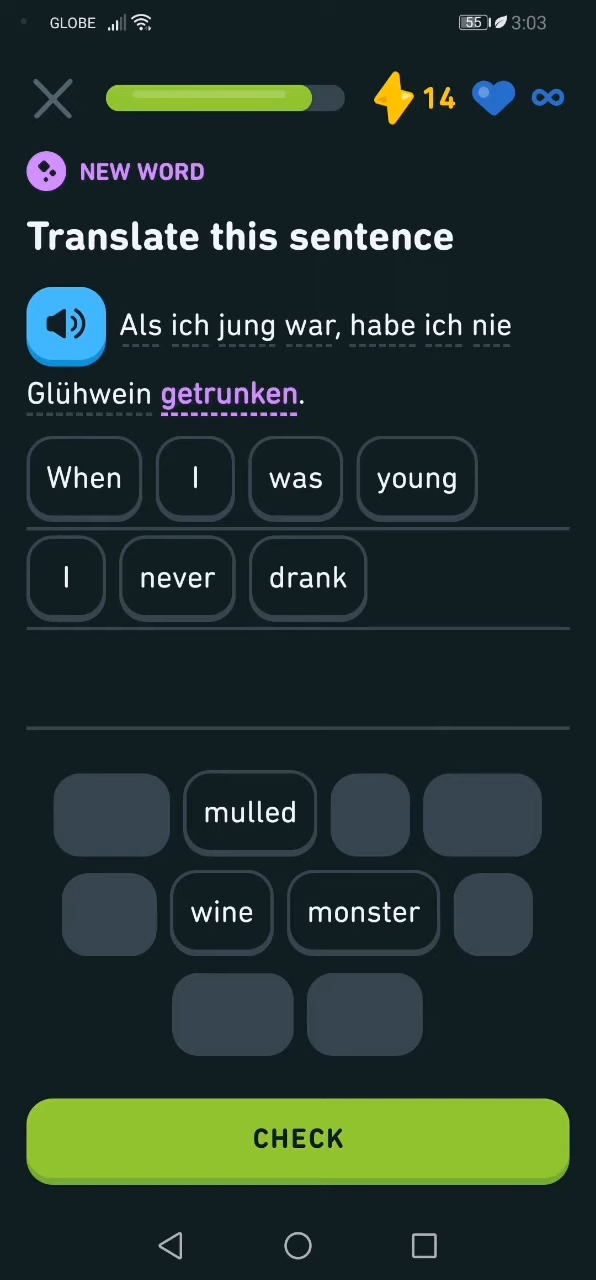 GLOBE 55 3:03
14 ∞
NEW WORD
Translate this sentence
Als ich jung war, habe ich nie
Glühwein getrunken.
When I was young
I never drank
mulled
wine monster
CHECK